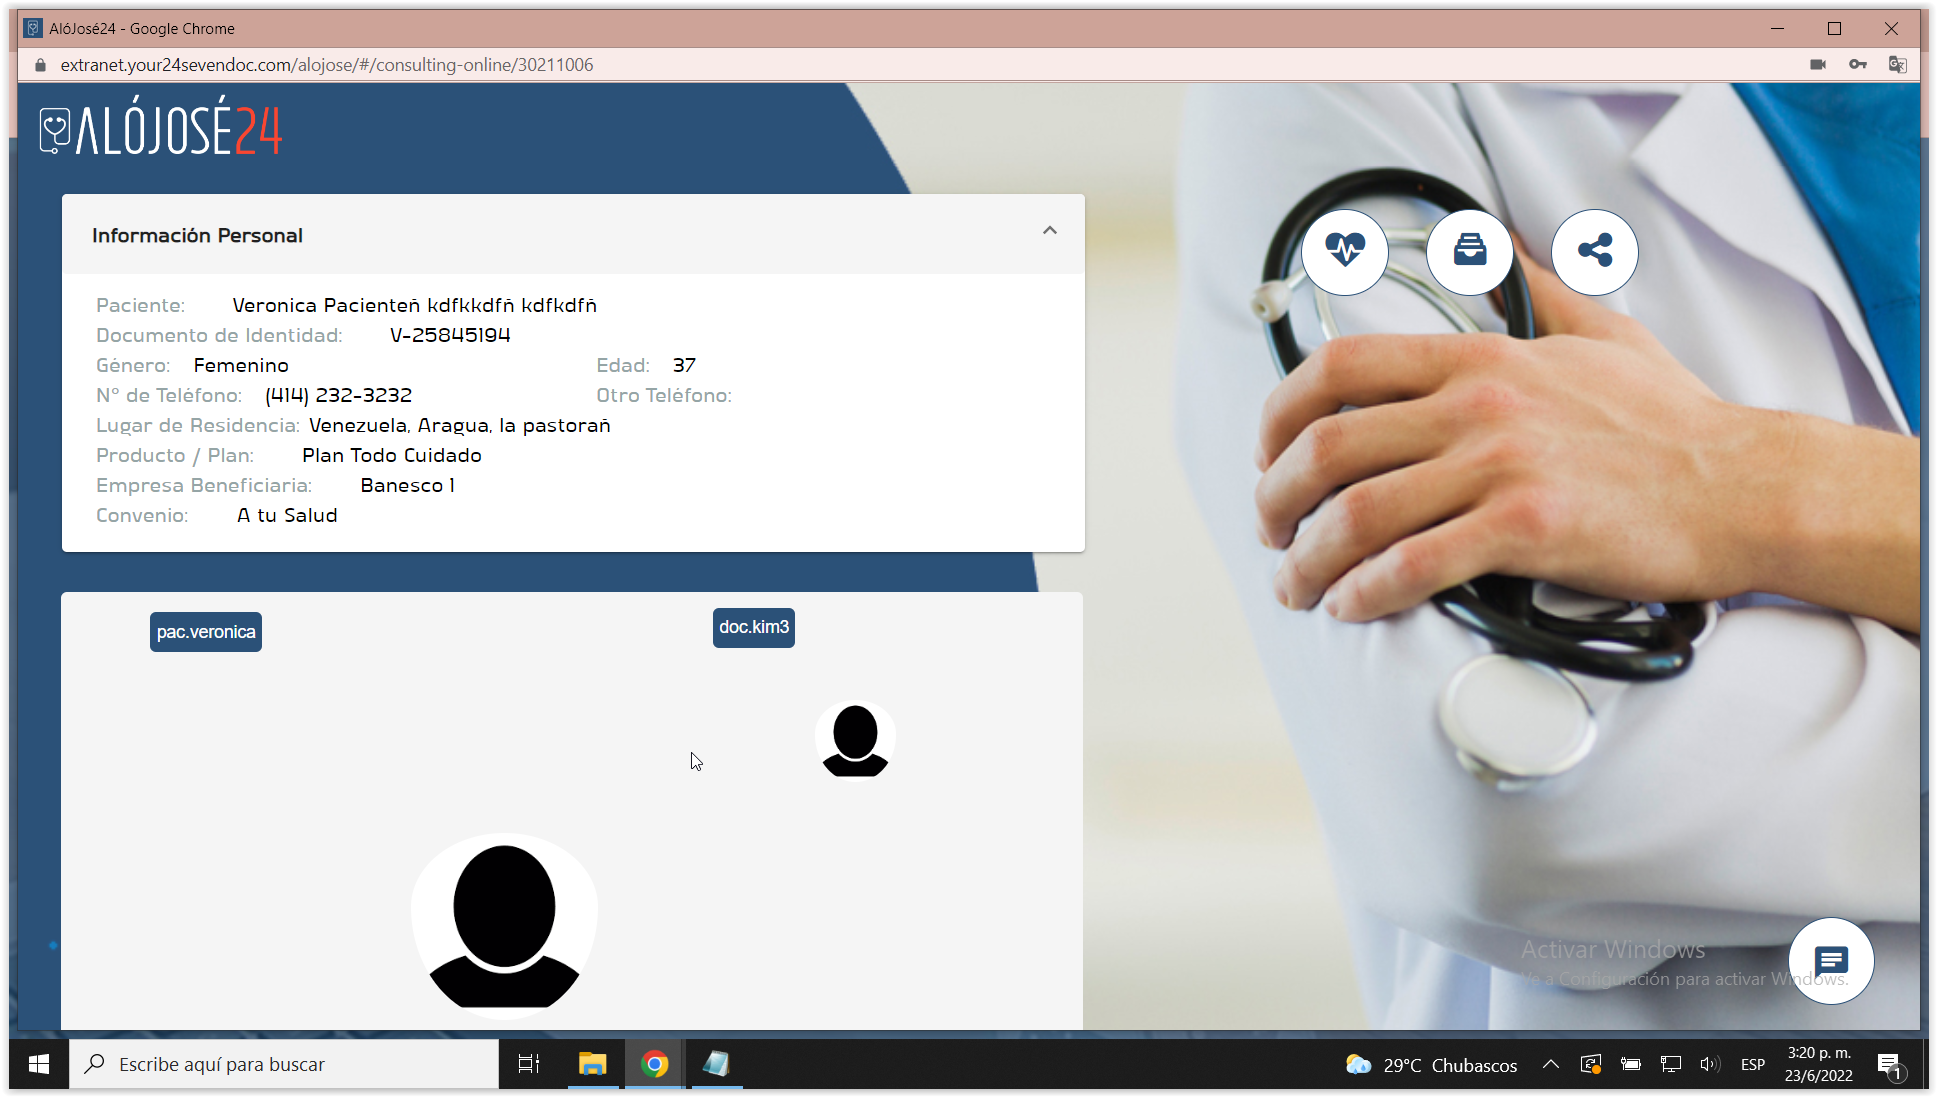 AlóJosé24 - Google Chrome
extranet.your24sevendoc.com/alojose/#/consulting-online/30211006
ALÓJOSÉ24
Información Personal
Paciente: Veronica Pacienteñ kdfkkdfñ kdfkdfñ
Documento de Identidad: V-25845194
Género: Femenino Edad: 37
N° de Teléfono: (414) 232-3232 Otro Teléfono:
Lugar de Residencia: Venezuela, Aragua, la pastorañ
Producto / Plan: Plan Todo Cuidado
Empresa Beneficiaria: Banesco 1
Convenio: A tu Salud
pac.veronica
doc.kim3
Activar Windows
Ve a Configuración para activar Windows.
Escribe aquí para buscar
29°C Chubascos
ESP
3:20 p. m.
23/6/2022
1